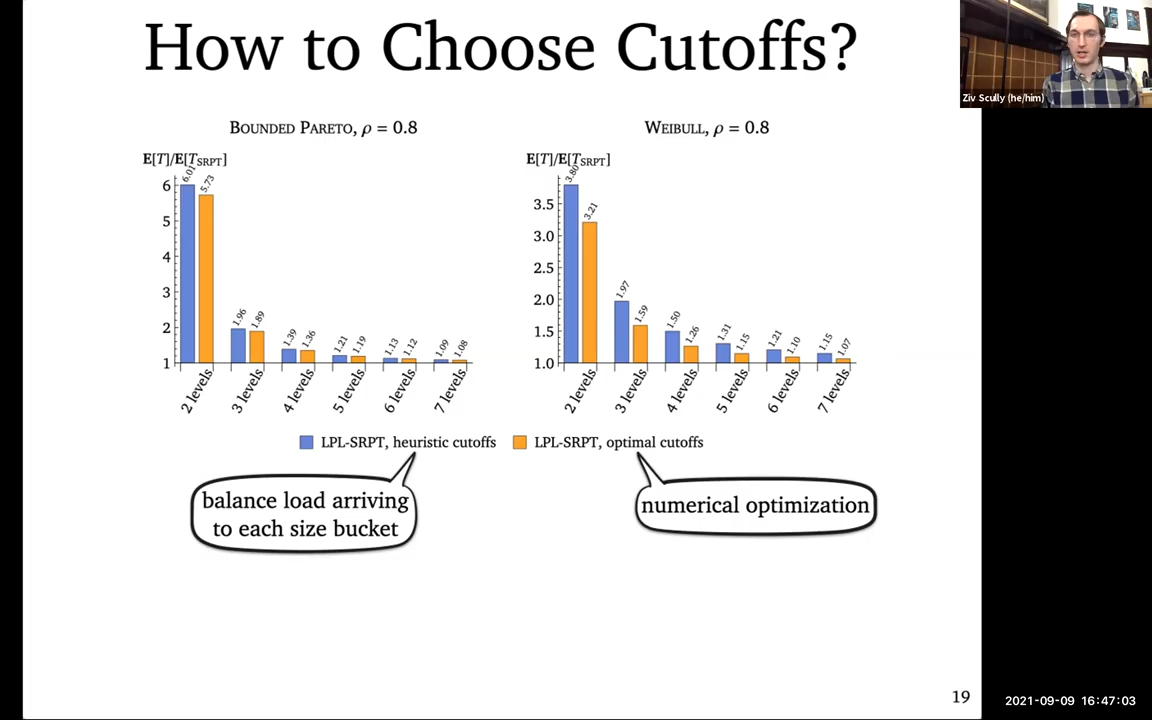 How to Choose Cutoffs?
Ziv Scully (he/him)
BOUNDED PARETO, ρ = 0.8
E[T]/E[TSRPT]
6
5
4
3
2
1
6.01
5.73
1.96
1.89
1.39
1.36
1.21
1.19
1.13
1.12
1.09
1.08
2 levels
3 levels
4 levels
5 levels
6 levels
7 levels
WEIBULL, ρ = 0.8
E[T]/E[TSRPT]
3.5
3.0
2.5
2.0
1.5
1.0
3.80
3.21
1.97
1.59
1.50
1.26
1.31
1.15
1.21
1.10
1.15
1.07
2 levels
3 levels
4 levels
5 levels
6 levels
7 levels
LPL-SRPT, heuristic cutoffs
LPL-SRPT, optimal cutoffs
balance load arriving
to each size bucket
numerical optimization
19
2021-09-09 16:47:03